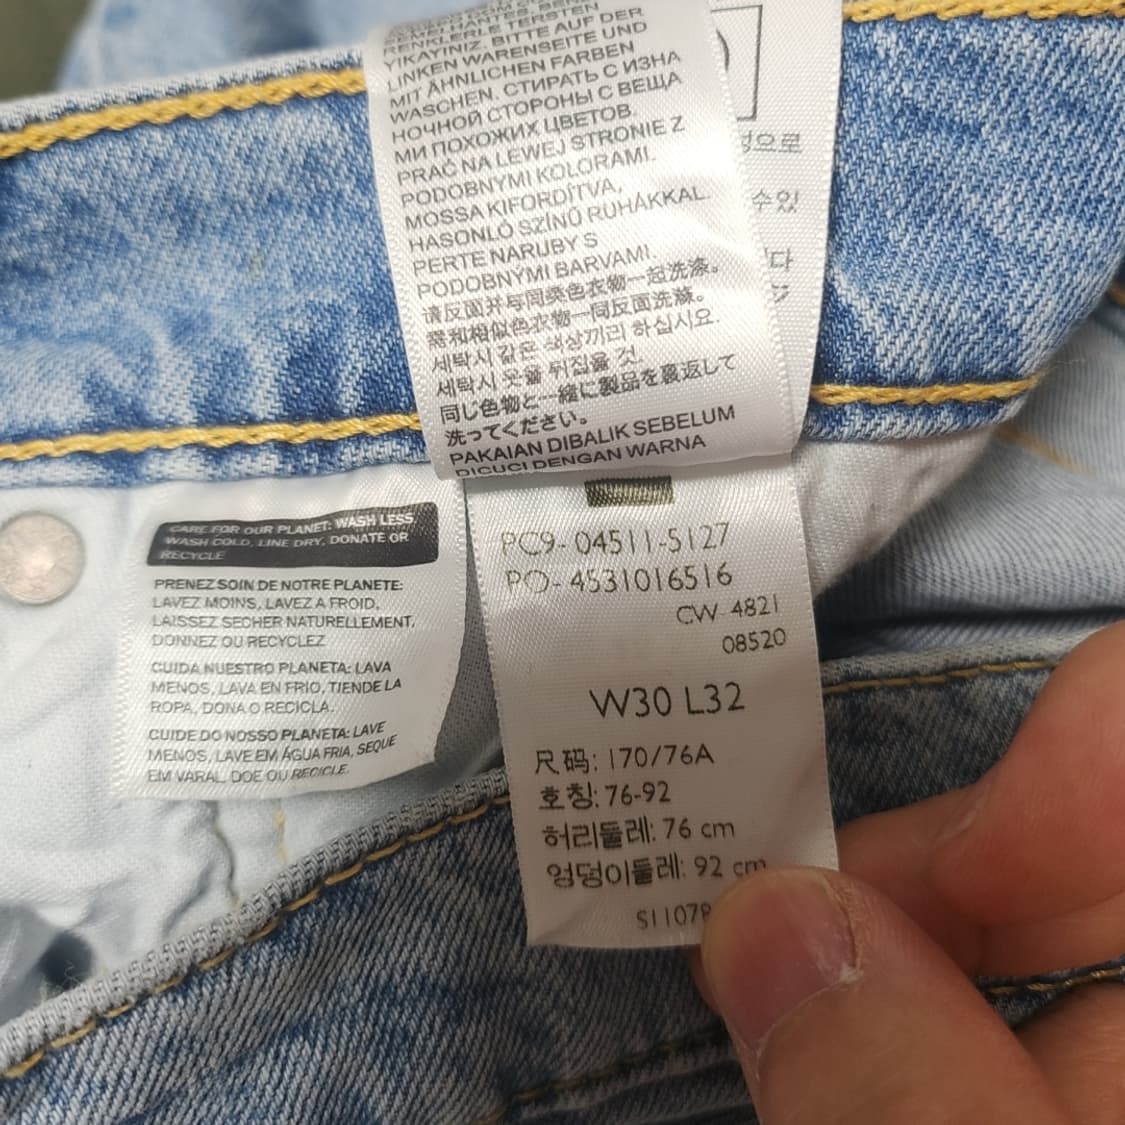 RENKLERLE
YIKAYINIZ. BITTE AUF DER
LINKEN WARENSEITE UND
MIT ÄHNLICHEN FARBEN
WASCHEN. СТИРАТЬ С ИЗНА
НОЧНОЙ СТОРОНЫ С ВЕЩА
МИ ПОХОЖИХ ЦВЕТОВ.
PRAĆ NA LEWEJ STRONIE Z
PODOBNYMI KOLORAMI.
MOSSA KIFORDÍTVA,
HASONLÓ SZÍNŰ RUHÁKKAL.
PERTE NARUBY S
PODOBNÝMI BARVAMI.
请反面并与同类色衣物一起洗涤。
需和相似色衣物一同反面洗滌。
세탁시 같은 색상끼리 하십시요.
세탁시 옷을 뒤집을 것.
同じ色物と一緒に製品を裏返して
洗ってください。
PAKAIAN DIBALIK SEBELUM
DICUCI DENGAN WARNA
으로
수있
다
CARE FOR OUR PLANET: WASH LESS,
WASH COLD, LINE DRY, DONATE OR
RECYCLE
PRENEZ SOIN DE NOTRE PLANETE:
LAVEZ MOINS, LAVEZ A FROID,
LAISSEZ SECHER NATURELLEMENT,
DONNEZ OU RECYCLEZ
CUIDA NUESTRO PLANETA: LAVA
MENOS, LAVA EN FRIO, TIENDE LA
ROPA, DONA O RECICLA.
CUIDE DO NOSSO PLANETA: LAVE
MENOS, LAVE EM ÁGUA FRIA, SEQUE
EM VARAL, DOE OU RECICLE.
PC9- 04511-5127
PO- 4531016516
CW- 4821
08520
W30 L32
尺码: 170/76A
호칭: 76-92
허리둘레: 76 cm
엉덩이둘레: 92 cm
S1107